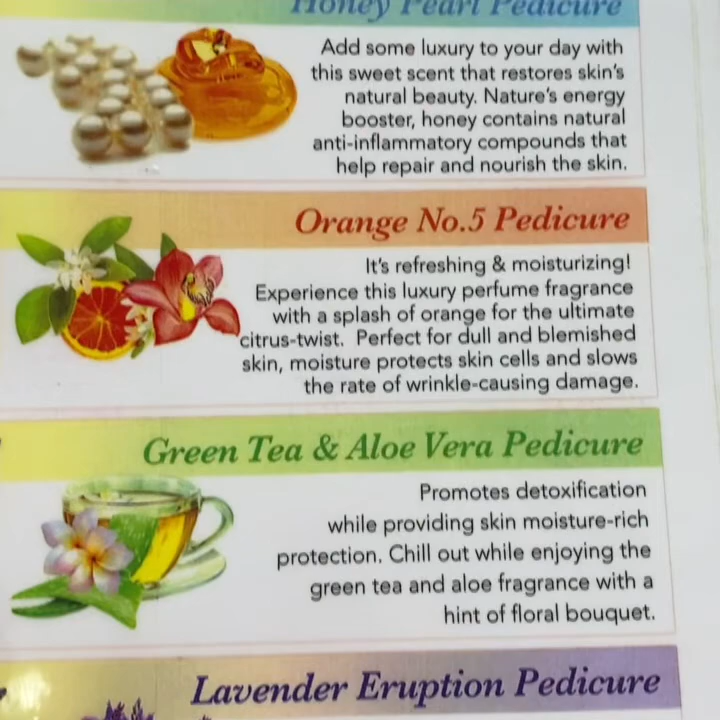 Honey Pearl Pedicure
Add some luxury to your day with
this sweet scent that restores skin's
natural beauty. Nature's energy
booster, honey contains natural
anti-inflammatory compounds that
help repair and nourish the skin.
Orange No.5 Pedicure
It's refreshing & moisturizing!
Experience this luxury perfume fragrance
with a splash of orange for the ultimate
citrus-twist. Perfect for dull and blemished
skin, moisture protects skin cells and slows
the rate of wrinkle-causing damage.
Green Tea & Aloe Vera Pedicure
Promotes detoxification
while providing skin moisture-rich
protection. Chill out while enjoying the
green tea and aloe fragrance with a
hint of floral bouquet.
Lavender Eruption Pedicure